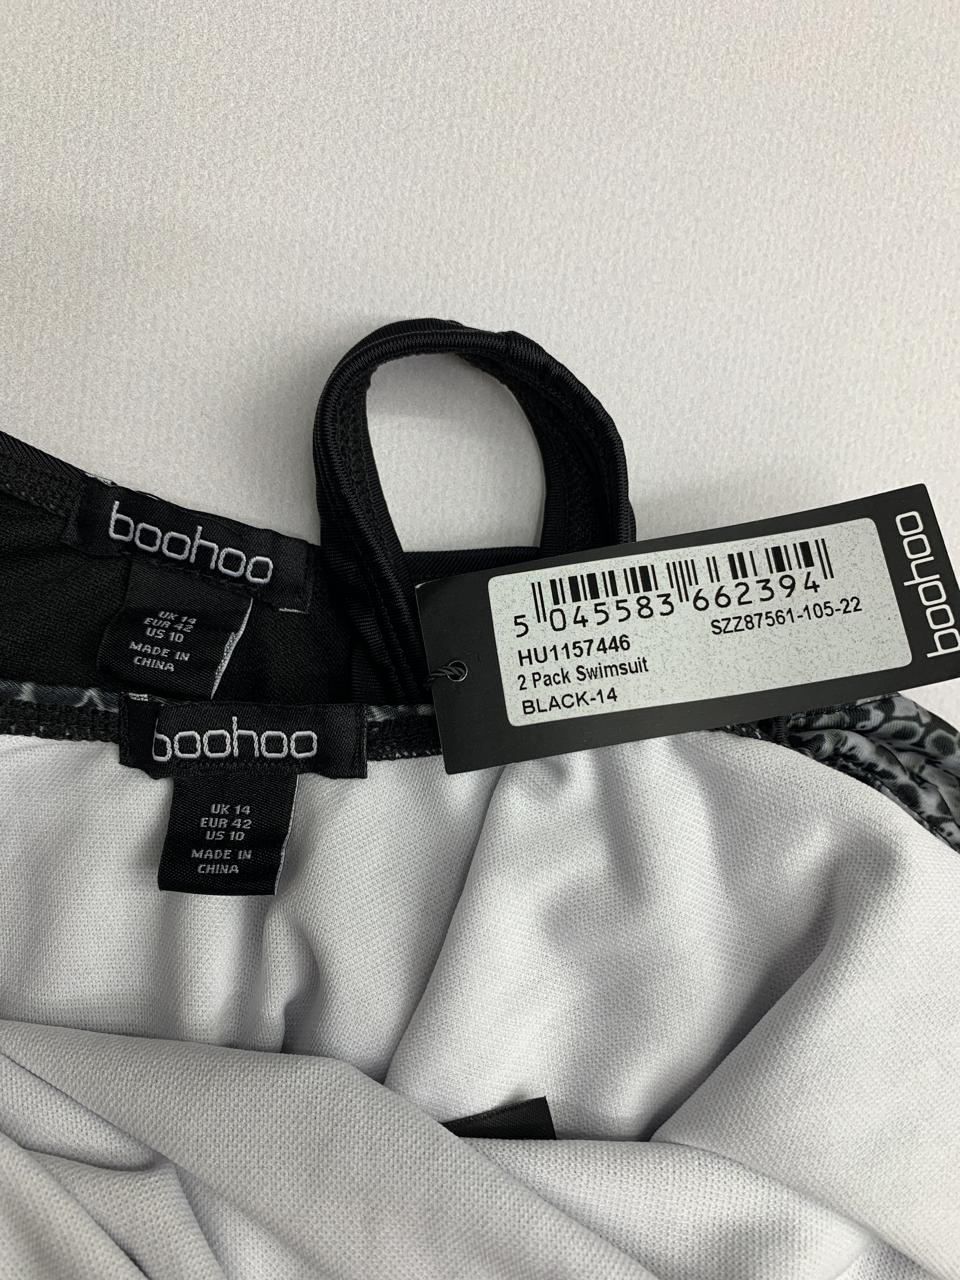 boohoo
UK 14
EUR 42
US 10
MADE IN
CHINA
boohoo
UK 14
EUR 42
US 10
MADE IN
CHINA
5 045583 662394
HU1157446
SZZ87561-105-22
2 Pack Swimsuit
BLACK-14
boohoo